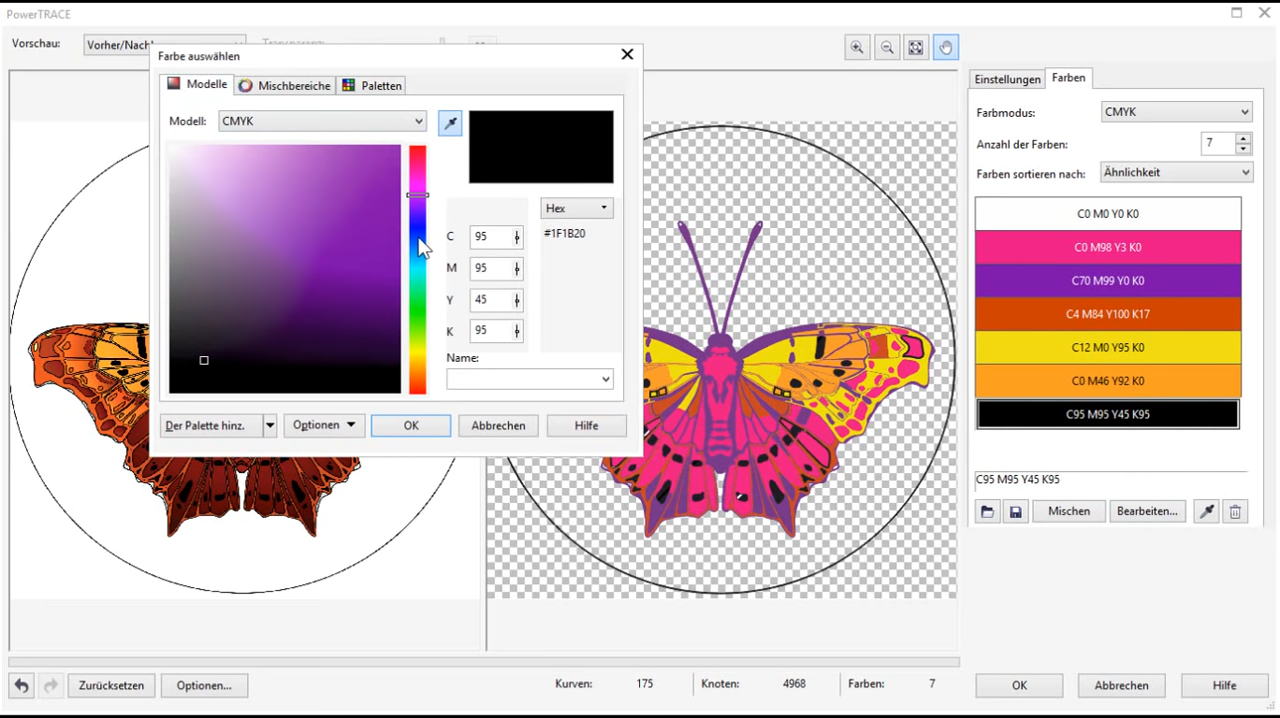 PowerTRACE
Vorschau:
Vorher/Nach
Farbe auswählen
Modelle
Mischbereiche
Paletten
Modell:
CMYK
C
95
M
95
Y
45
K
95
Hex
#1F1B20
Name:
Der Palette hinz.
Optionen
OK
Abbrechen
Hilfe
Einstellungen
Farben
Farbmodus:
CMYK
Anzahl der Farben:
7
Farben sortieren nach:
Ähnlichkeit
C0 M0 Y0 K0
C0 M98 Y3 K0
C70 M99 Y0 K0
C4 M84 Y100 K17
C12 M0 Y95 K0
C0 M46 Y92 K0
C95 M95 Y45 K95
C95 M95 Y45 K95
Mischen
Bearbeiten...
Zurücksetzen
Optionen...
Kurven: 175
Knoten: 4968
Farben: 7
OK
Abbrechen
Hilfe